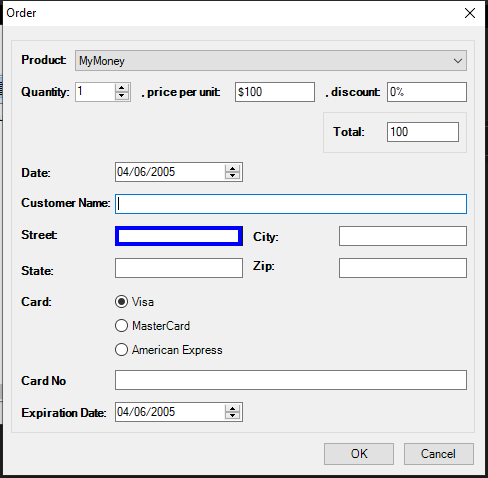 Order
Product: MyMoney
Quantity: 1 , price per unit: $100 , discount: 0%
Total: 100
Date: 04/06/2005
Customer Name:
Street: City:
State: Zip:
Card: Visa
MasterCard
American Express
Card No
Expiration Date: 04/06/2005
OK Cancel